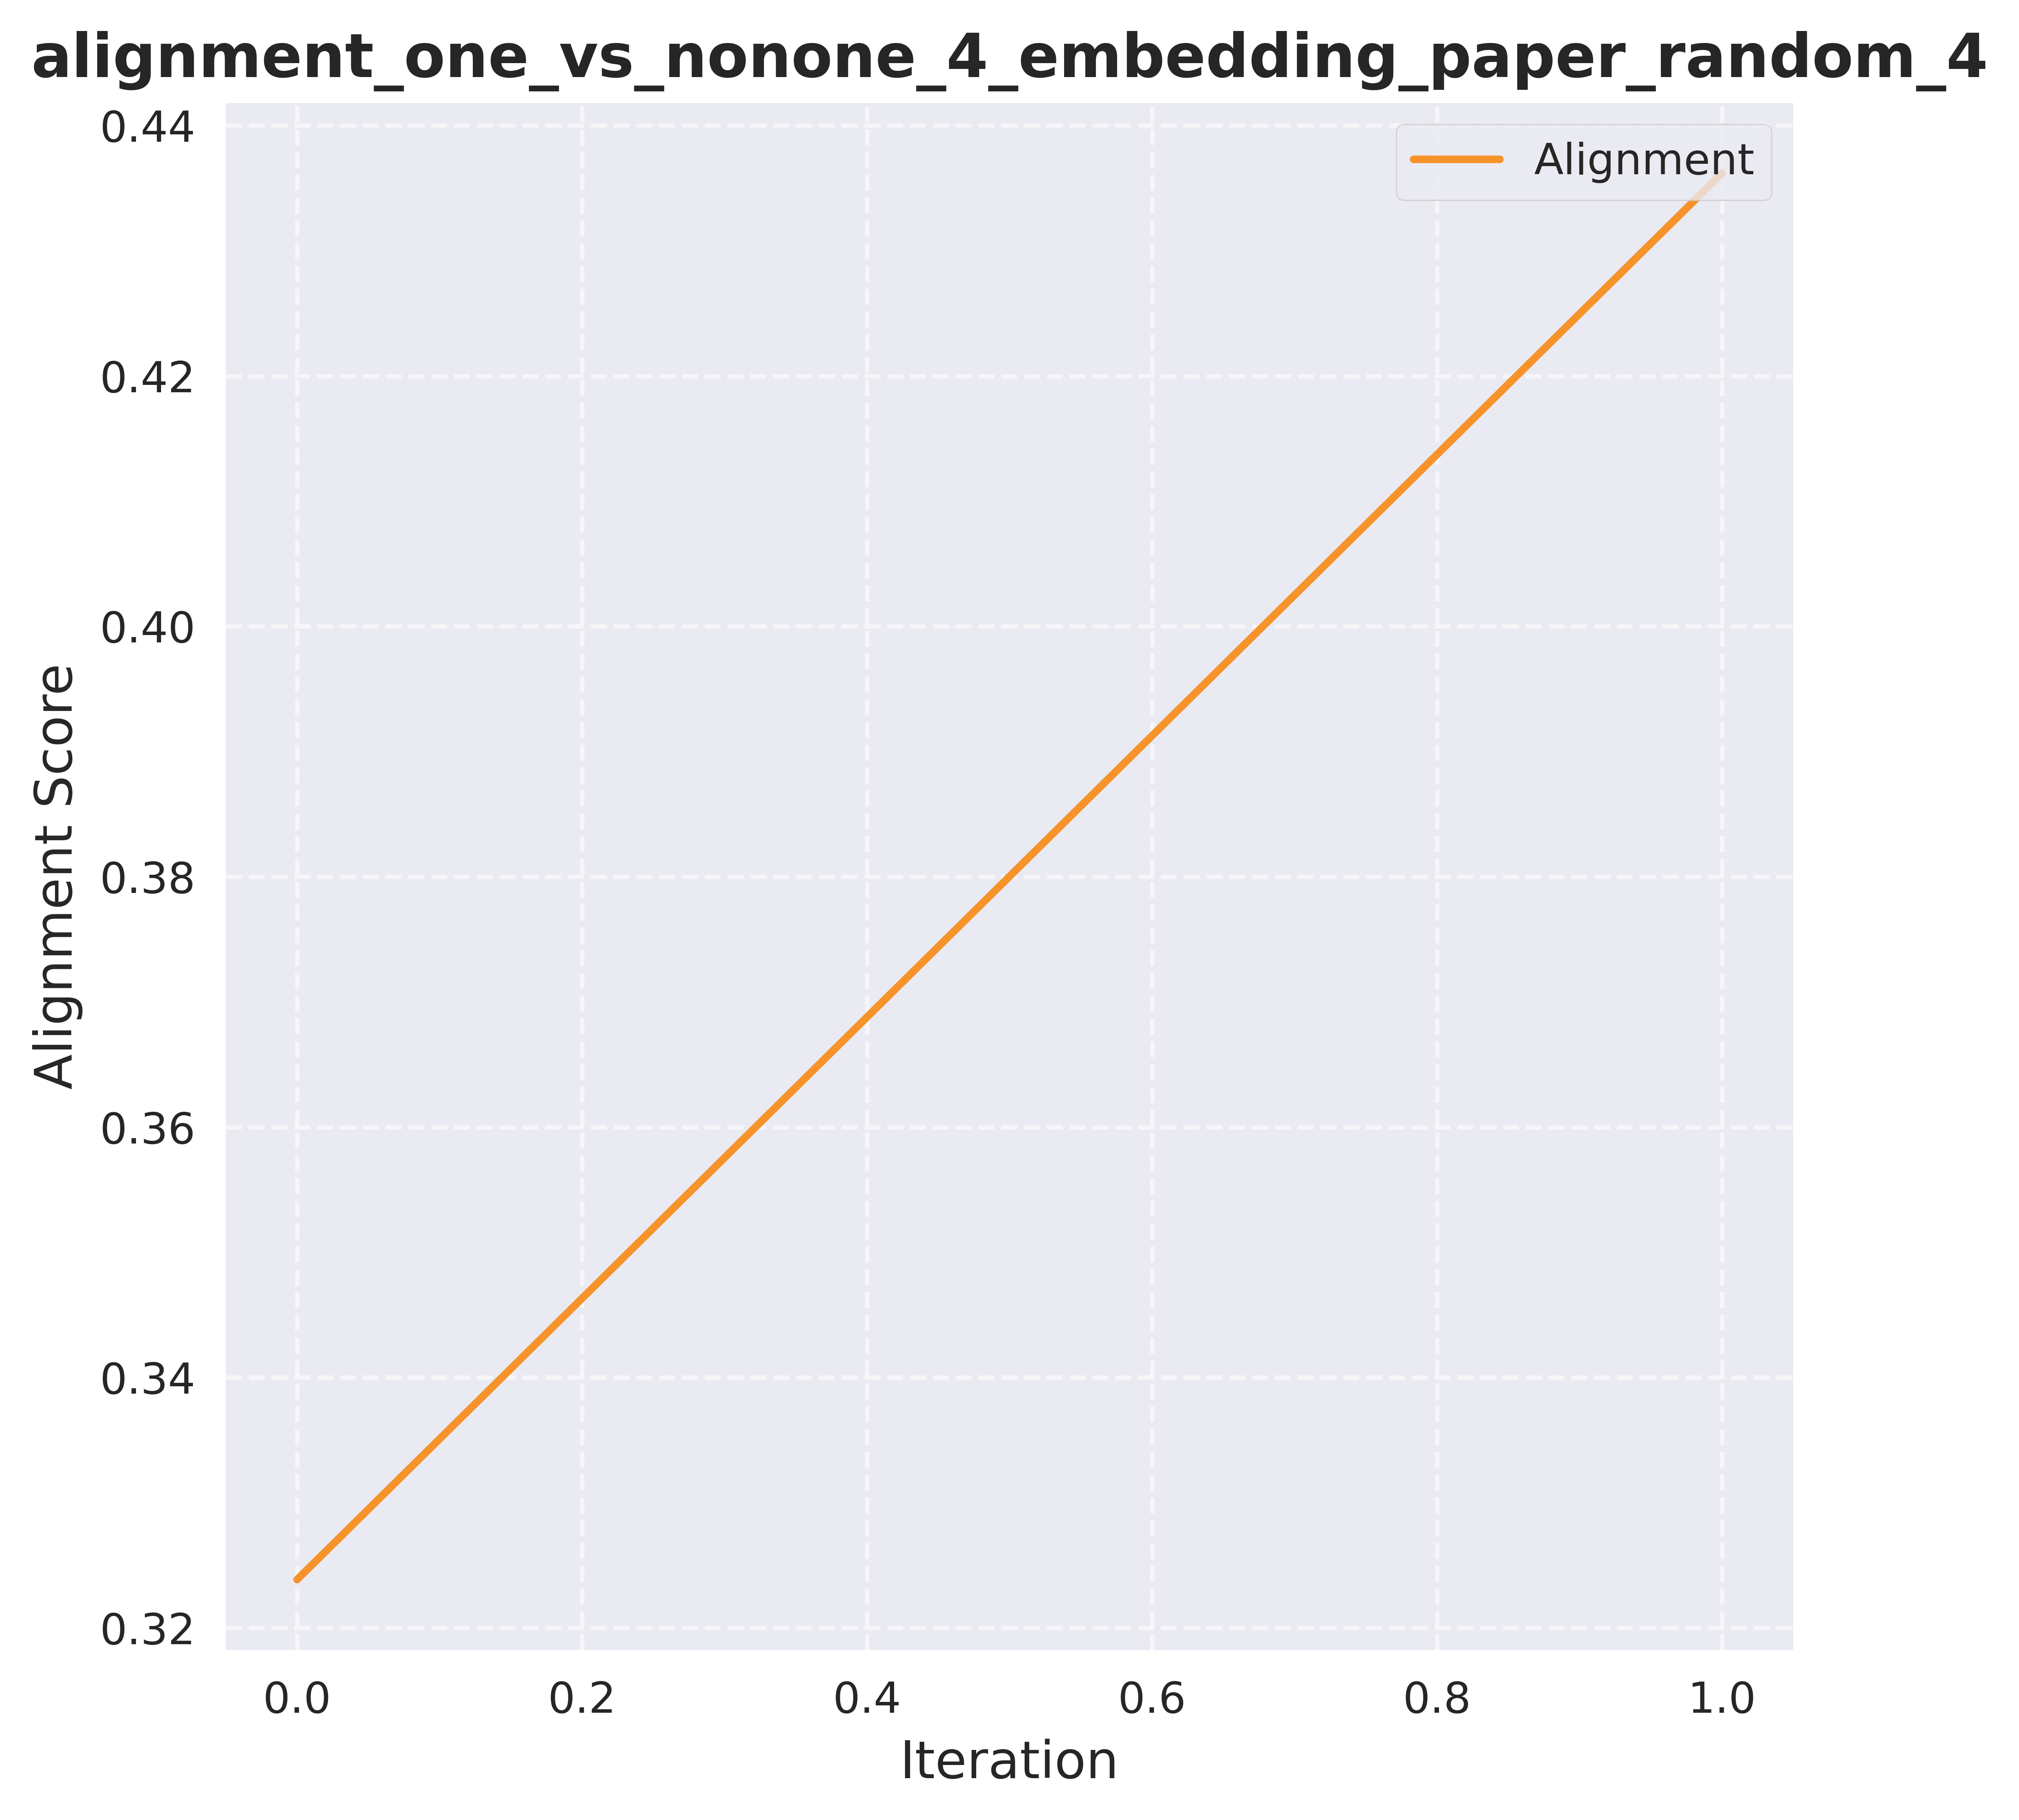 alignment_one_vs_nonone_4_embedding_paper_random_4
0.44
Alignment
0.42
0.40
0.38
0.36
0.34
0.32
Alignment Score
0.0 0.2 0.4 0.6 0.8 1.0
Iteration